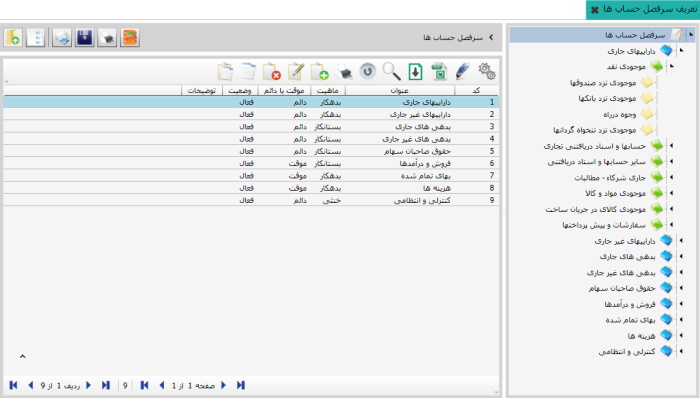 تعریف سرفصل حساب ها
سرفصل حساب ها
داراییهای جاری
موجودی نقد
موجودی نزد صندوقها
موجودی نزد بانکها
وجوه درراه
موجودی نزد تنخواه گردانها
حسابها و اسناد دریافتنی تجاری
سایر حسابها و اسناد دریافتنی
جاری شرکاء - مطالبات
موجودی مواد و کالا
موجودی کالای در جریان ساخت
سفارشات و پیش پرداختها
داراییهای غیر جاری
بدهی های جاری
بدهی های غیر جاری
حقوق صاحبان سهام
فروش و درآمدها
بهای تمام شده
هزینه ها
کنترلی و انتظامی
سرفصل حساب ها
کد عنوان ماهیت موقت یا دائم وضعیت توضیحات
1 داراییهای جاری بدهکار دائم فعال
2 داراییهای غیر جاری بدهکار دائم فعال
3 بدهی های جاری بستانکار دائم فعال
4 بدهی های غیر جاری بستانکار دائم فعال
5 حقوق صاحبان سهام بستانکار دائم فعال
6 فروش و درآمدها بستانکار موقت فعال
7 بهای تمام شده بدهکار موقت فعال
8 هزینه ها بدهکار موقت فعال
9 کنترلی و انتظامی خنثی دائم فعال
صفحه 1 از 1 9 ردیف 1 از 9